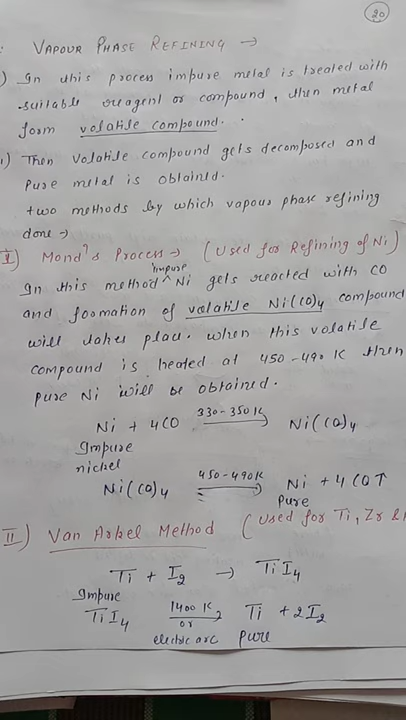 20
VAPOUR PHASE REFINING →
) In this process impure metal is treated with
suitable reagent or compound, then metal
form volatile compound.
) Then volatile compound gets decomposed and
Pure metal is obtained.
two methods by which vapour phase refining
done →
I) Mond's Process → (Used for Refining of Ni)
In this method impure Ni gets reacted with CO
and formation of volatile Ni(CO)4 compound
will takes place. when this volatile
compound is heated at 450-490 K then
pure Ni will be obtained.
Ni + 4CO 330-350 K → Ni(CO)4
Impure
nickel
Ni(CO)4 450-490K → Ni + 4CO↑
Pure
II) Van Arkel Method (Used for Ti, Zr &
Ti + I2 → TiI4
Impure
TiI4 1400 K or electric arc → Ti + 2I2
pure